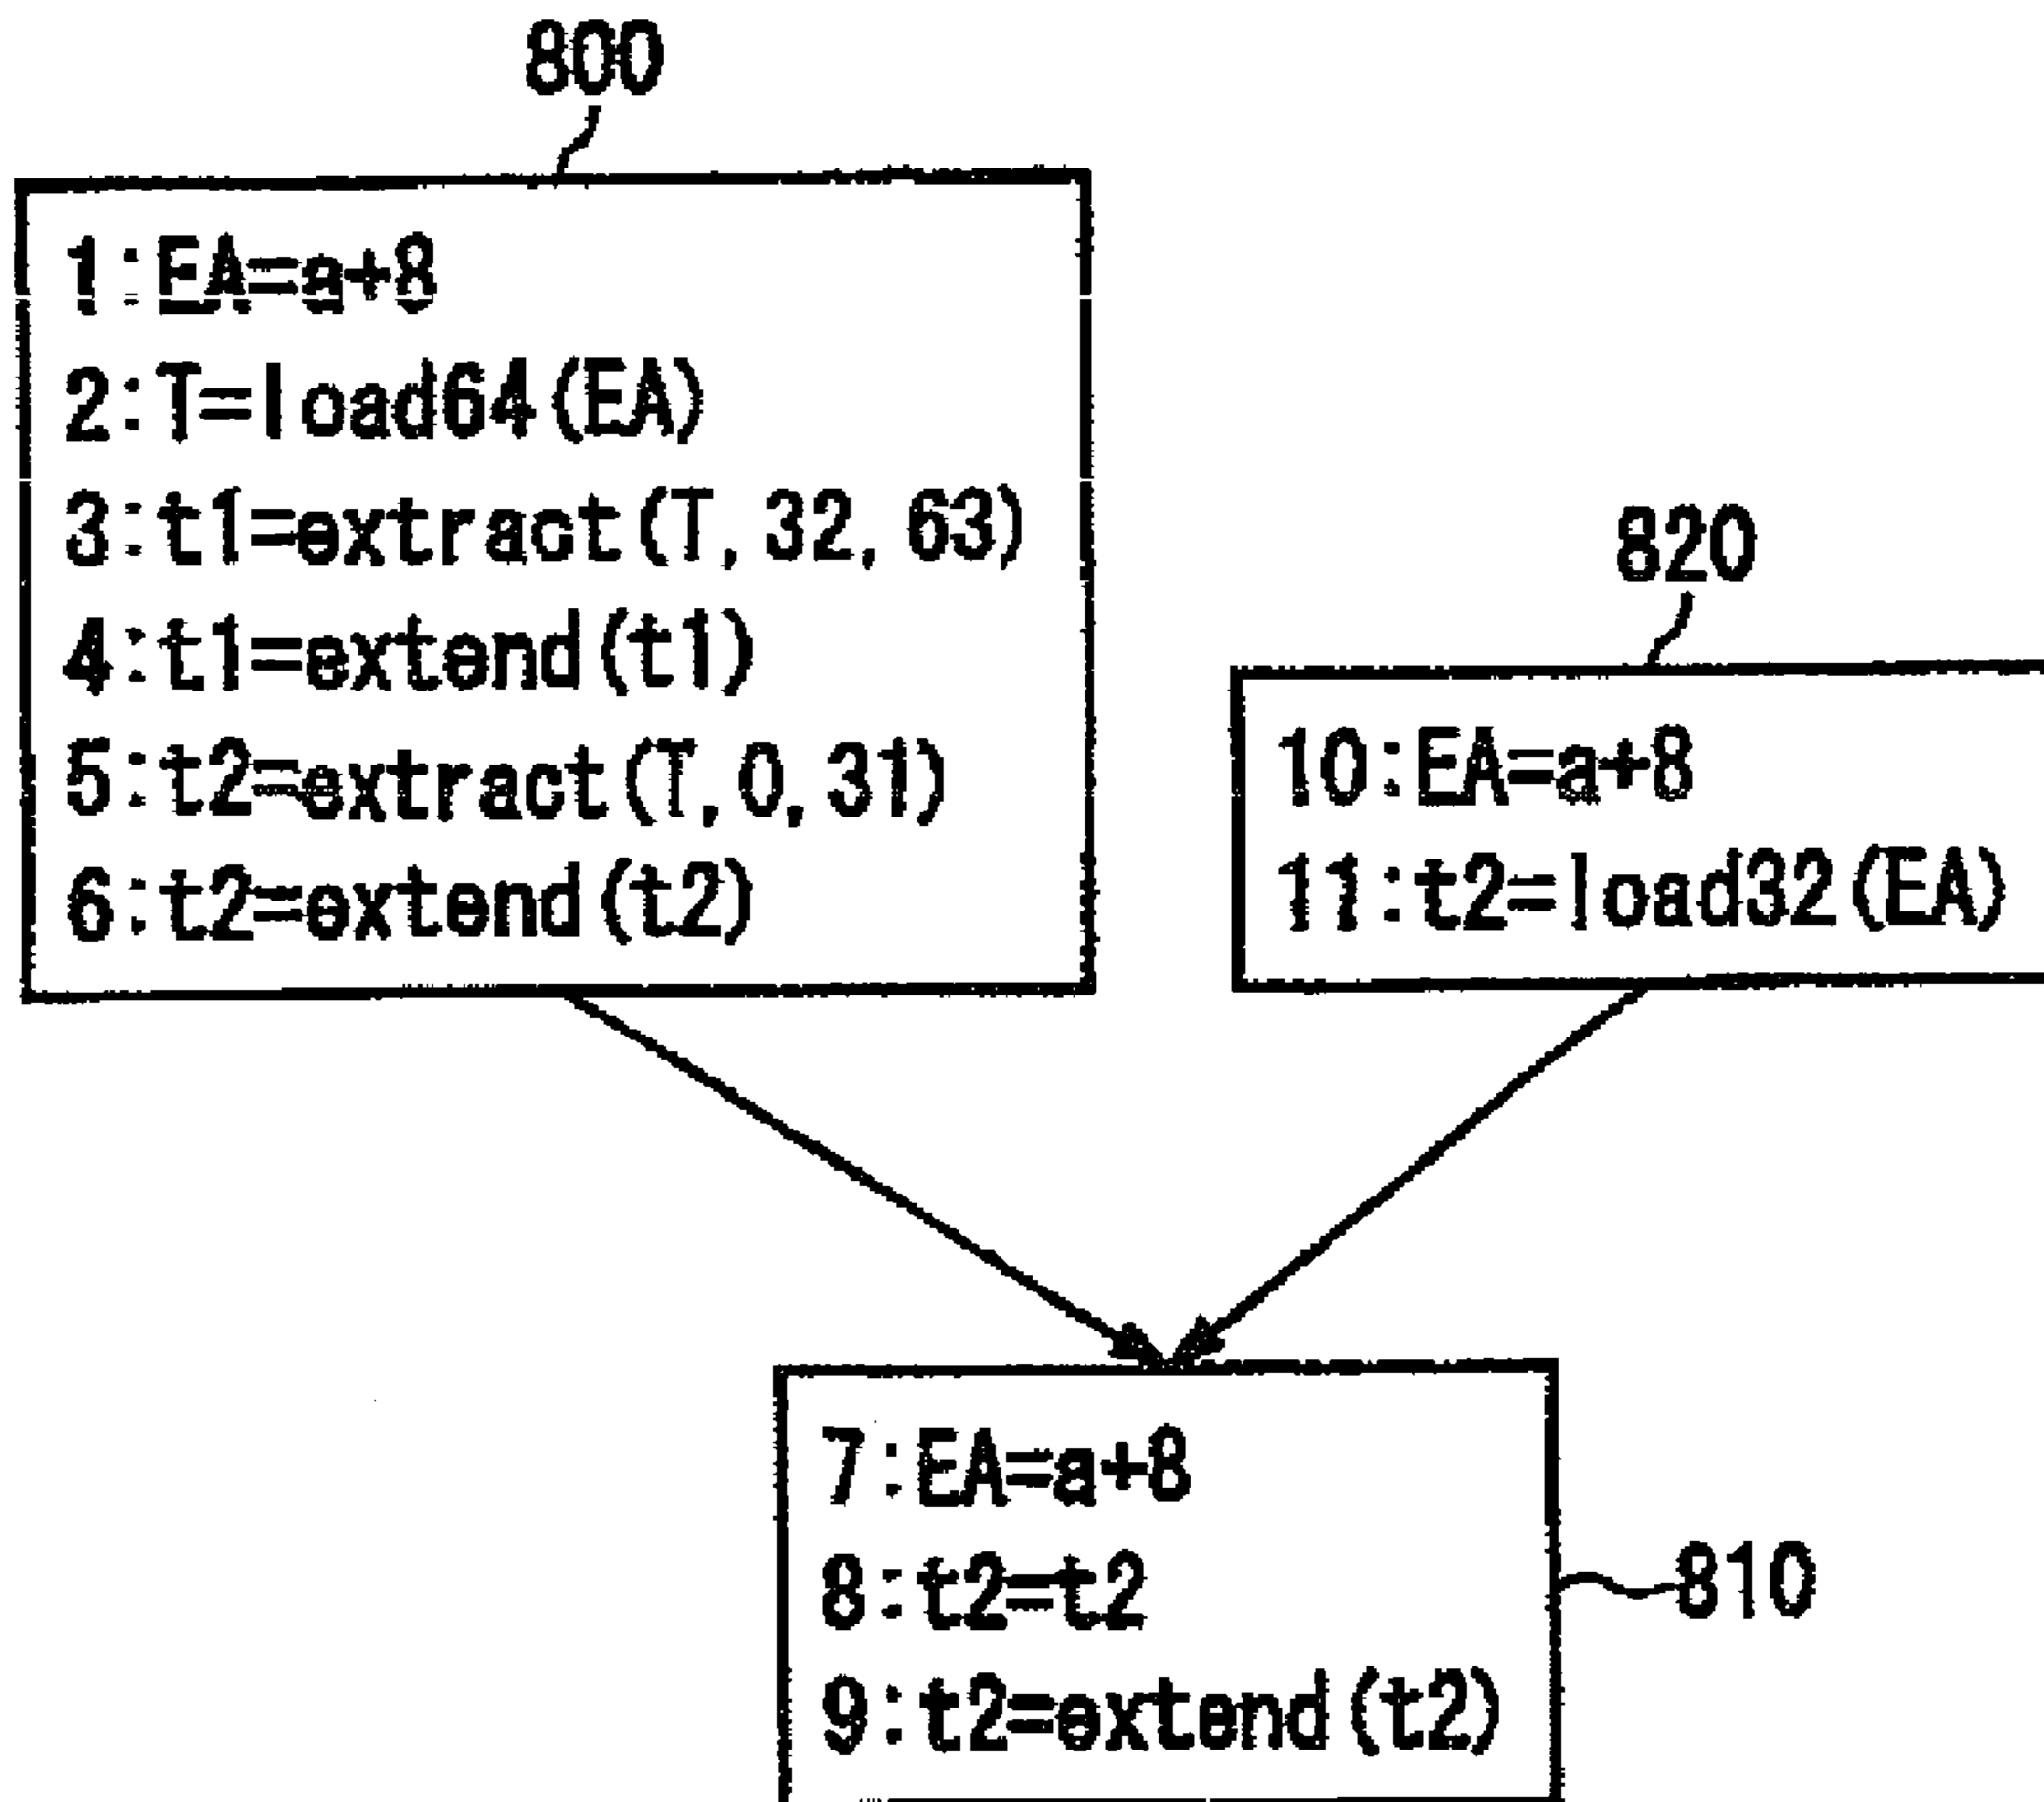 800
1:EA=a+8
2:T=load64(EA)
3:t1=extract(T, 32, 63)
4:t1=extend(t1)
5:t2=extract(T, 0, 31)
6:t2=extend(t2)
820
10:EA=a+8
11:t2=load32(EA)
7:EA=a+8
8:t2=t2
9:t2=extend(t2)
810